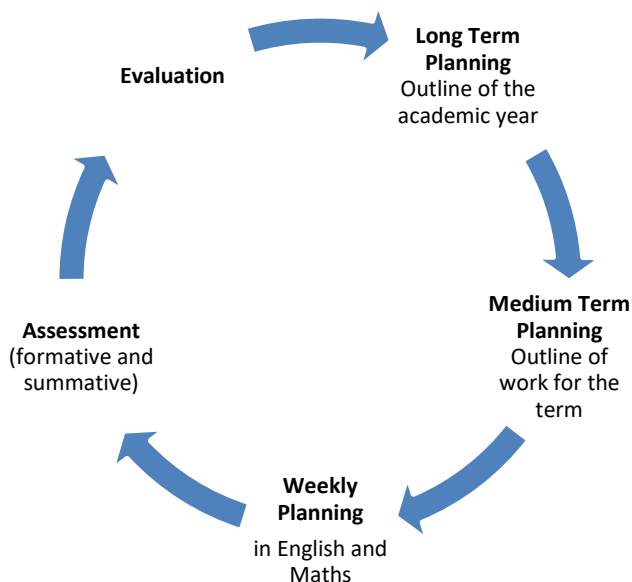 Long Term
Planning
Outline of the
academic year
Medium Term
Planning
Outline of
work for the
term
Weekly
Planning
in English and
Maths
Assessment
(formative and
summative)
Evaluation